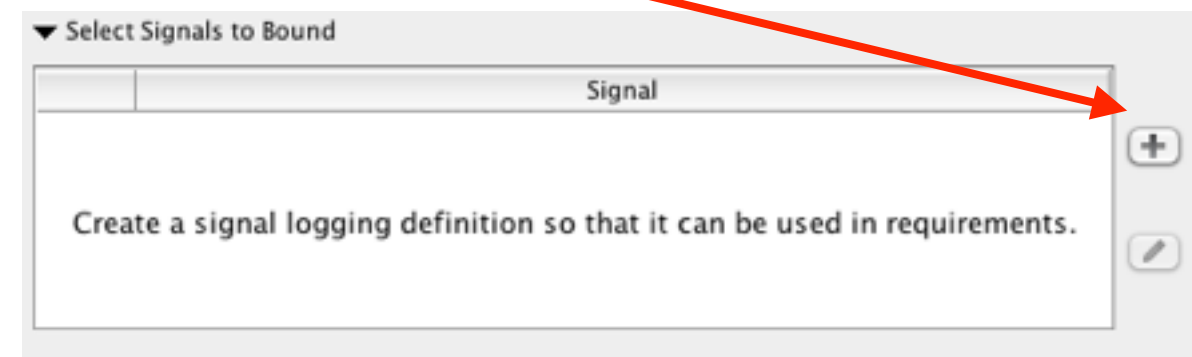 Select Signals to Bound
Signal
Create a signal logging definition so that it can be used in requirements.